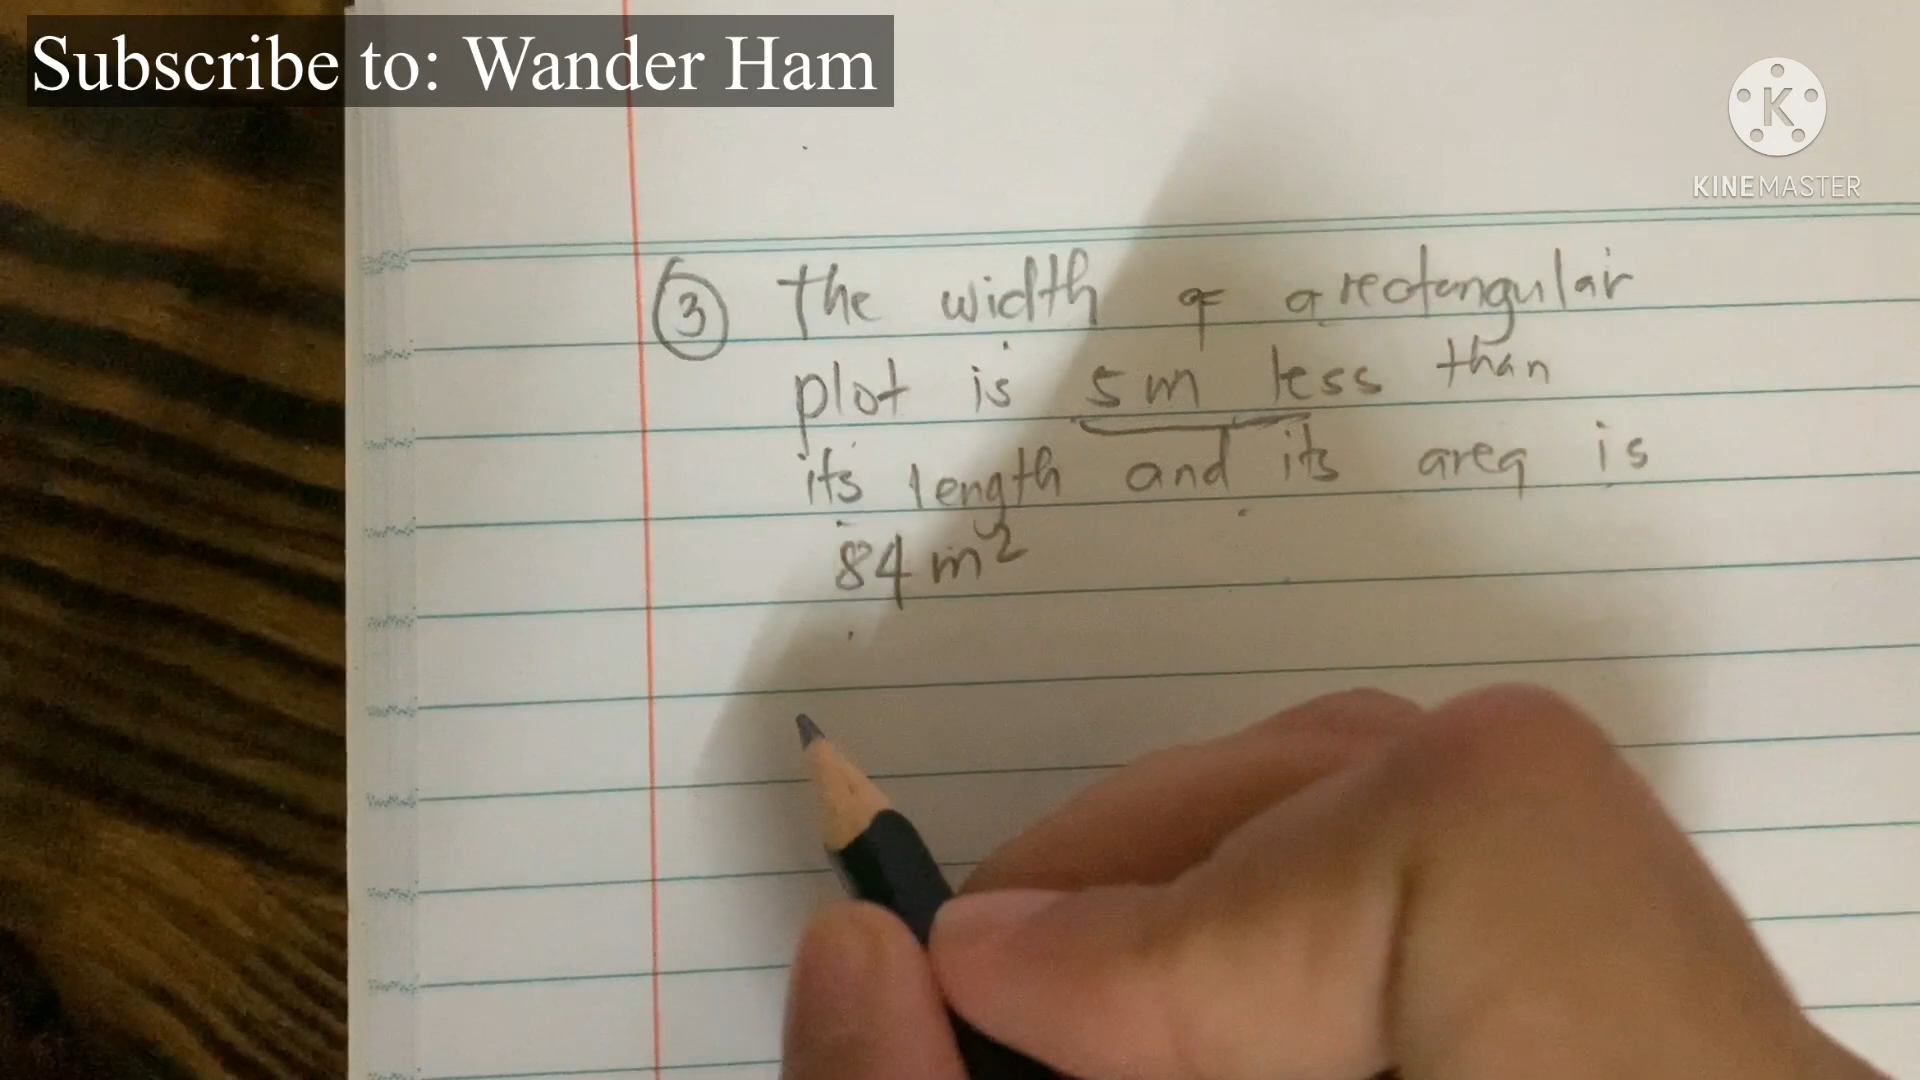 Subscribe to: Wander Ham
KINEMASTER
③ The width of a rectangular
plot is 5m less than
its length and its area is
84 m²